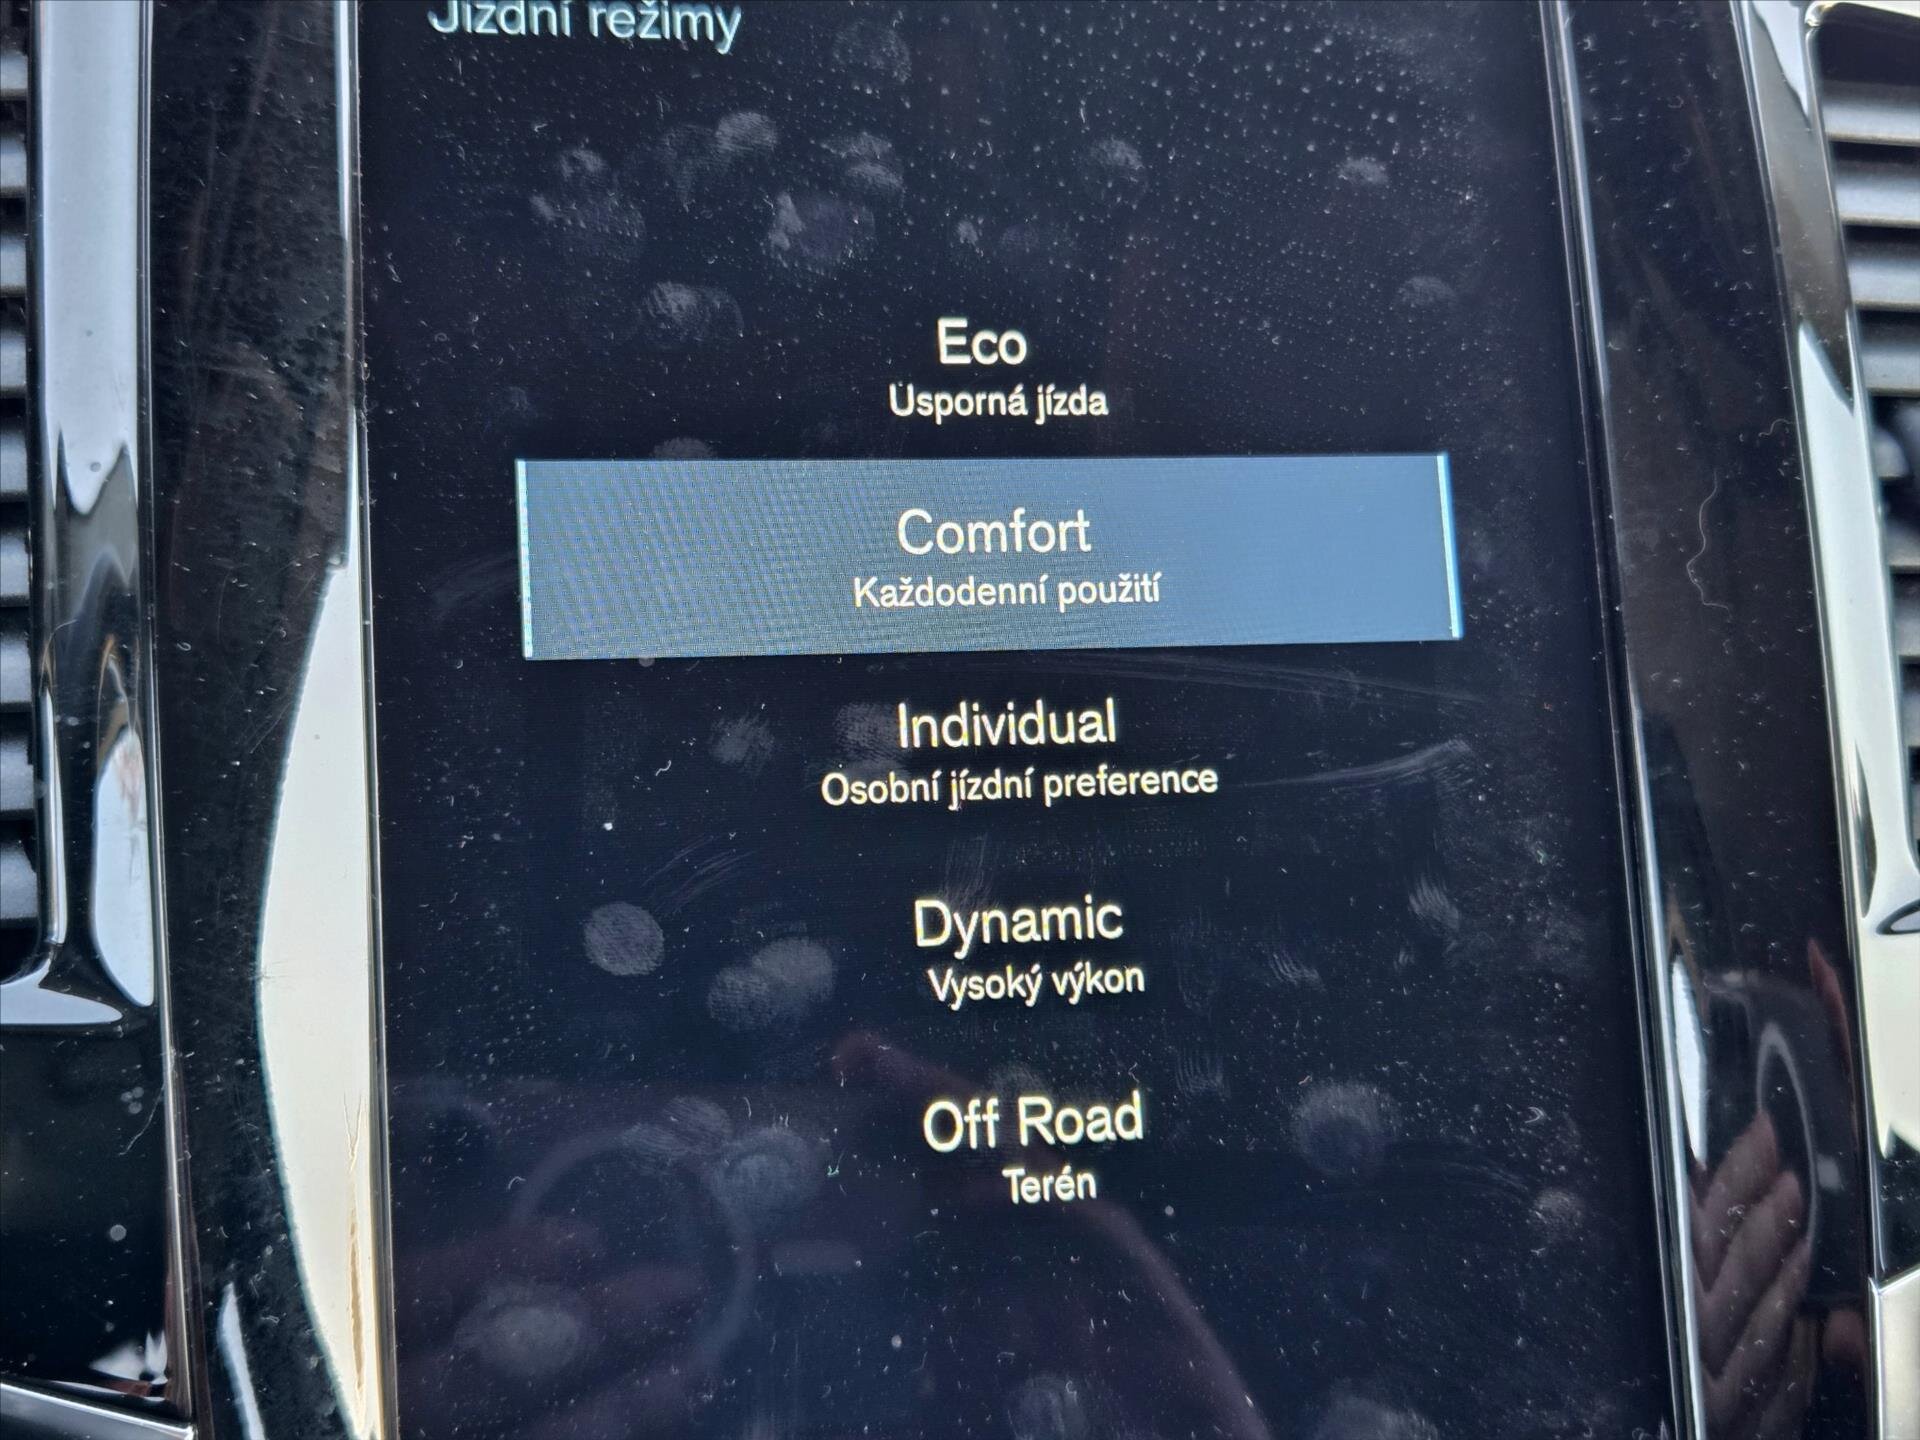 Jízdní režimy
Eco
Úsporná jízda
Comfort
Každodenní použití
Individual
Osobní jízdní preference
Dynamic
Vysoký výkon
Off Road
Terén